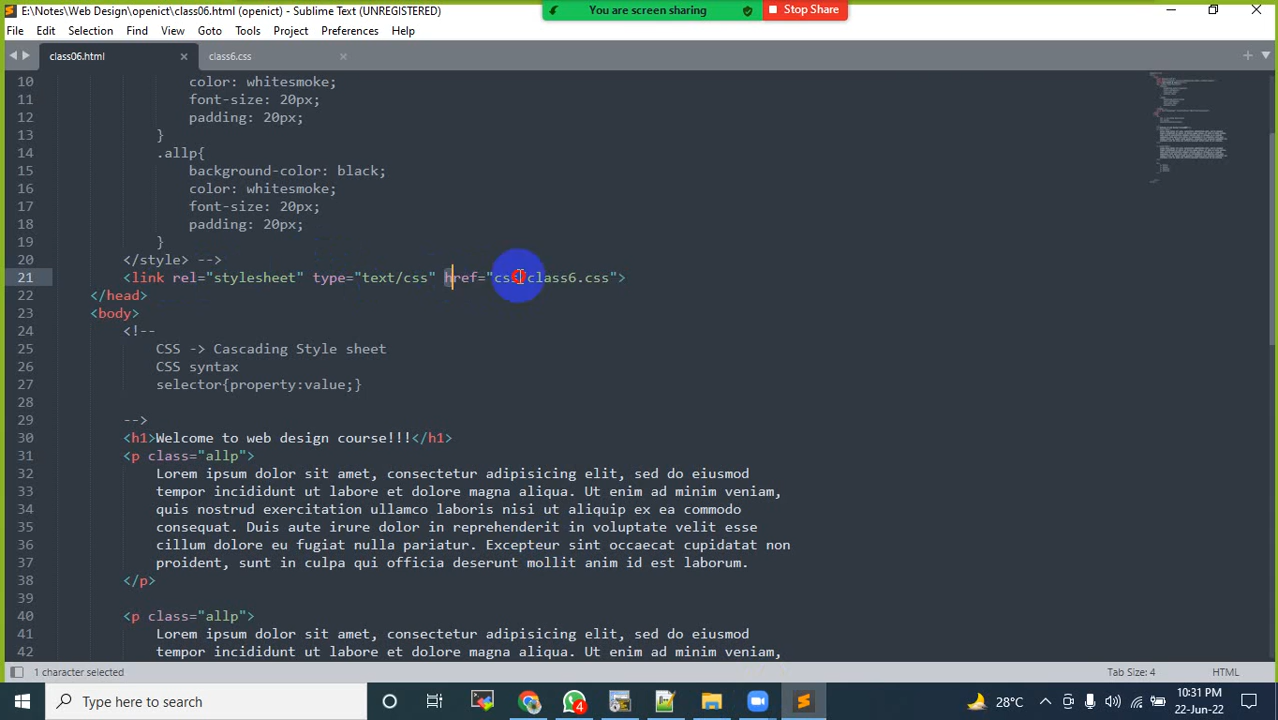 E:\Notes\Web Design\openict\class06.html (openict) - Sublime Text (UNREGISTERED)
You are screen sharing
Stop Share
File Edit Selection Find View Goto Tools Project Preferences Help
class06.html class6.css
10 color: whitesmoke;
11 font-size: 20px;
12 padding: 20px;
13 }
14 .allp{
15 background-color: black;
16 color: whitesmoke;
17 font-size: 20px;
18 padding: 20px;
19 }
20 </style> -->
21 <link rel="stylesheet" type="text/css" href="css/class6.css">
22 </head>
23 <body>
24 <!--
25 CSS -> Cascading Style sheet
26 CSS syntax
27 selector{property:value;}
28
29 -->
30 <h1>Welcome to web design course!!!</h1>
31 <p class="allp">
32 Lorem ipsum dolor sit amet, consectetur adipisicing elit, sed do eiusmod
33 tempor incididunt ut labore et dolore magna aliqua. Ut enim ad minim veniam,
34 quis nostrud exercitation ullamco laboris nisi ut aliquip ex ea commodo
35 consequat. Duis aute irure dolor in reprehenderit in voluptate velit esse
36 cillum dolore eu fugiat nulla pariatur. Excepteur sint occaecat cupidatat non
37 proident, sunt in culpa qui officia deserunt mollit anim id est laborum.
38 </p>
39
40 <p class="allp">
41 Lorem ipsum dolor sit amet, consectetur adipisicing elit, sed do eiusmod
42 tempor incididunt ut labore et dolore magna aliqua. Ut enim ad minim veniam,
1 character selected Tab Size: 4 HTML
Type here to search 4 28°C 10:31 PM
22-Jun-22